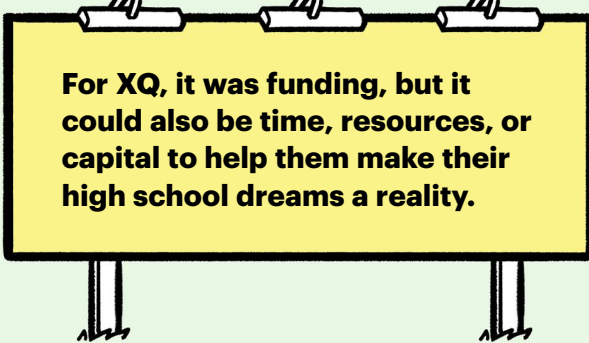 For XQ, it was funding, but it
could also be time, resources, or
capital to help them make their
high school dreams a reality.